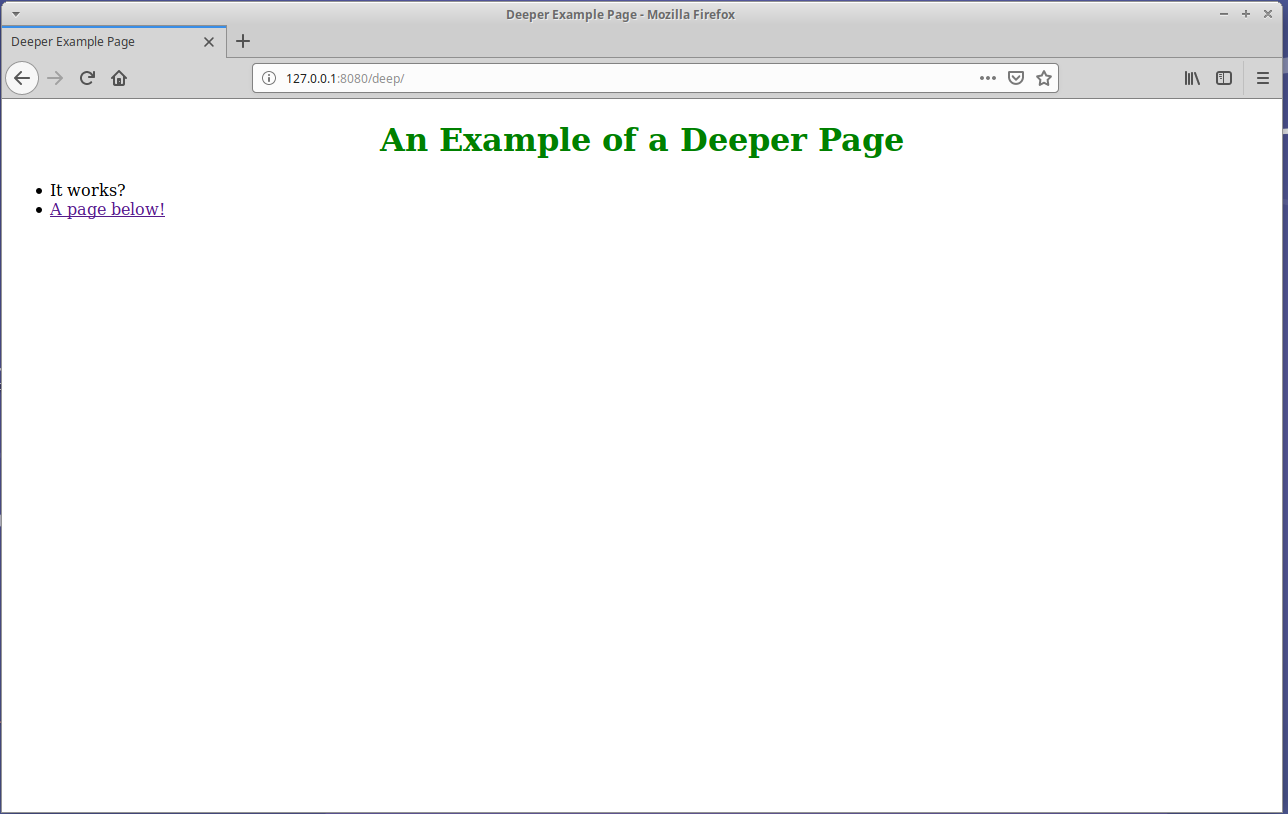 Deeper Example Page - Mozilla Firefox
Deeper Example Page
127.0.0.1:8080/deep/
An Example of a Deeper Page
It works?
A page below!